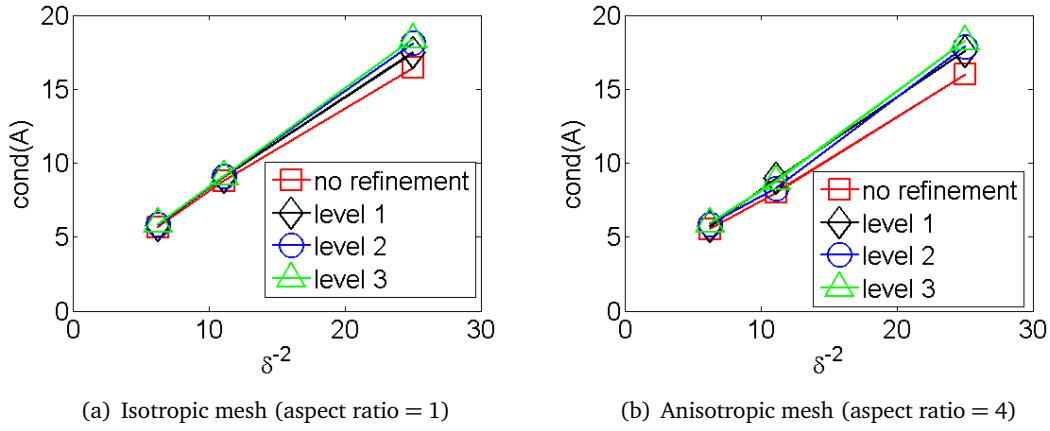 20
15
10
5
0
cond(A)
no refinement
level 1
level 2
level 3
0 10 20 30
δ⁻²
(a) Isotropic mesh (aspect ratio = 1)
20
15
10
5
0
cond(A)
no refinement
level 1
level 2
level 3
0 10 20 30
δ⁻²
(b) Anisotropic mesh (aspect ratio = 4)